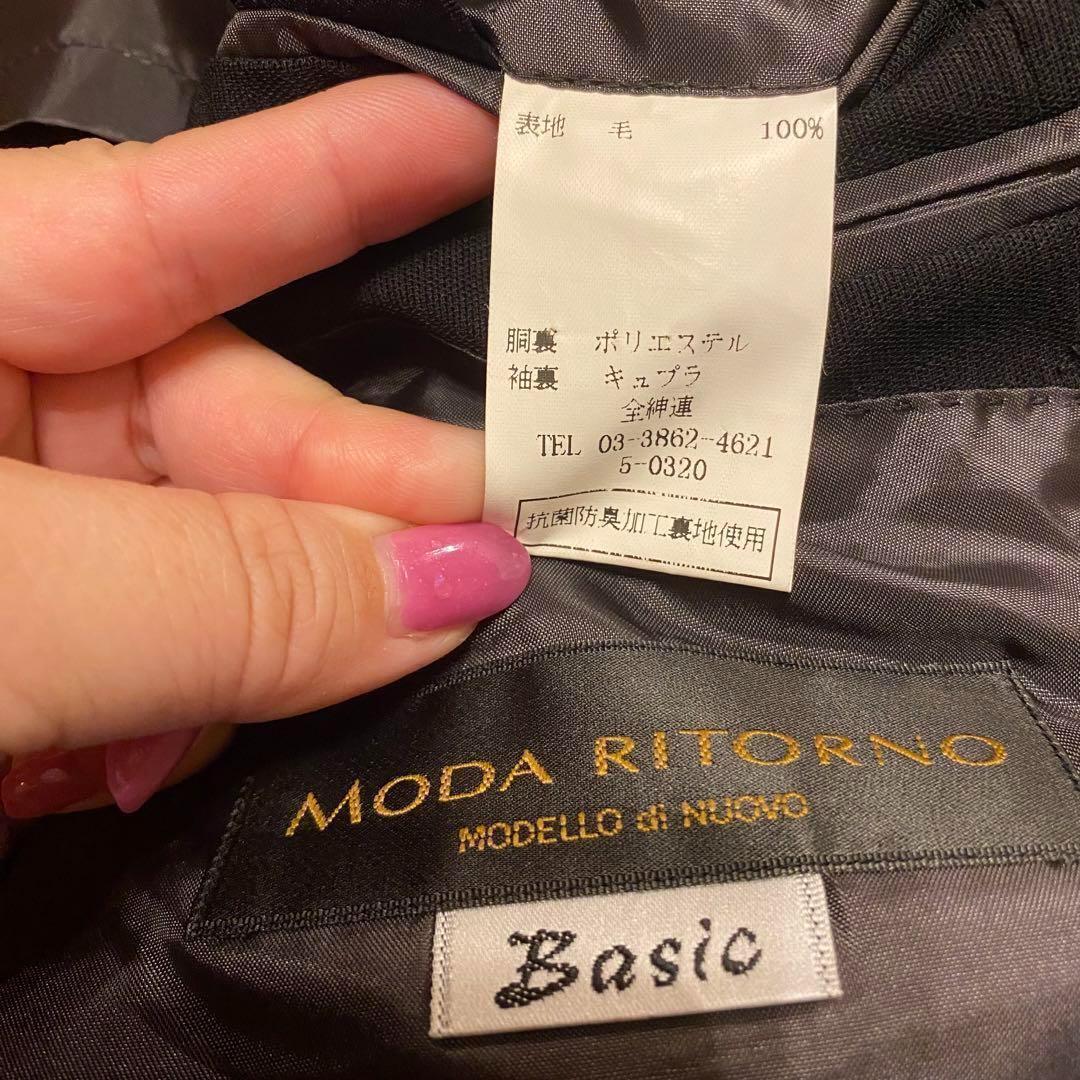 表地 毛 100%
胴裏 ポリエステル
袖裏 キュプラ
全紳連
TEL 03-3862-4621
5-0320
抗菌防臭加工裏地使用
MODA RITORNO
MODELLO di NUOVO
Basic